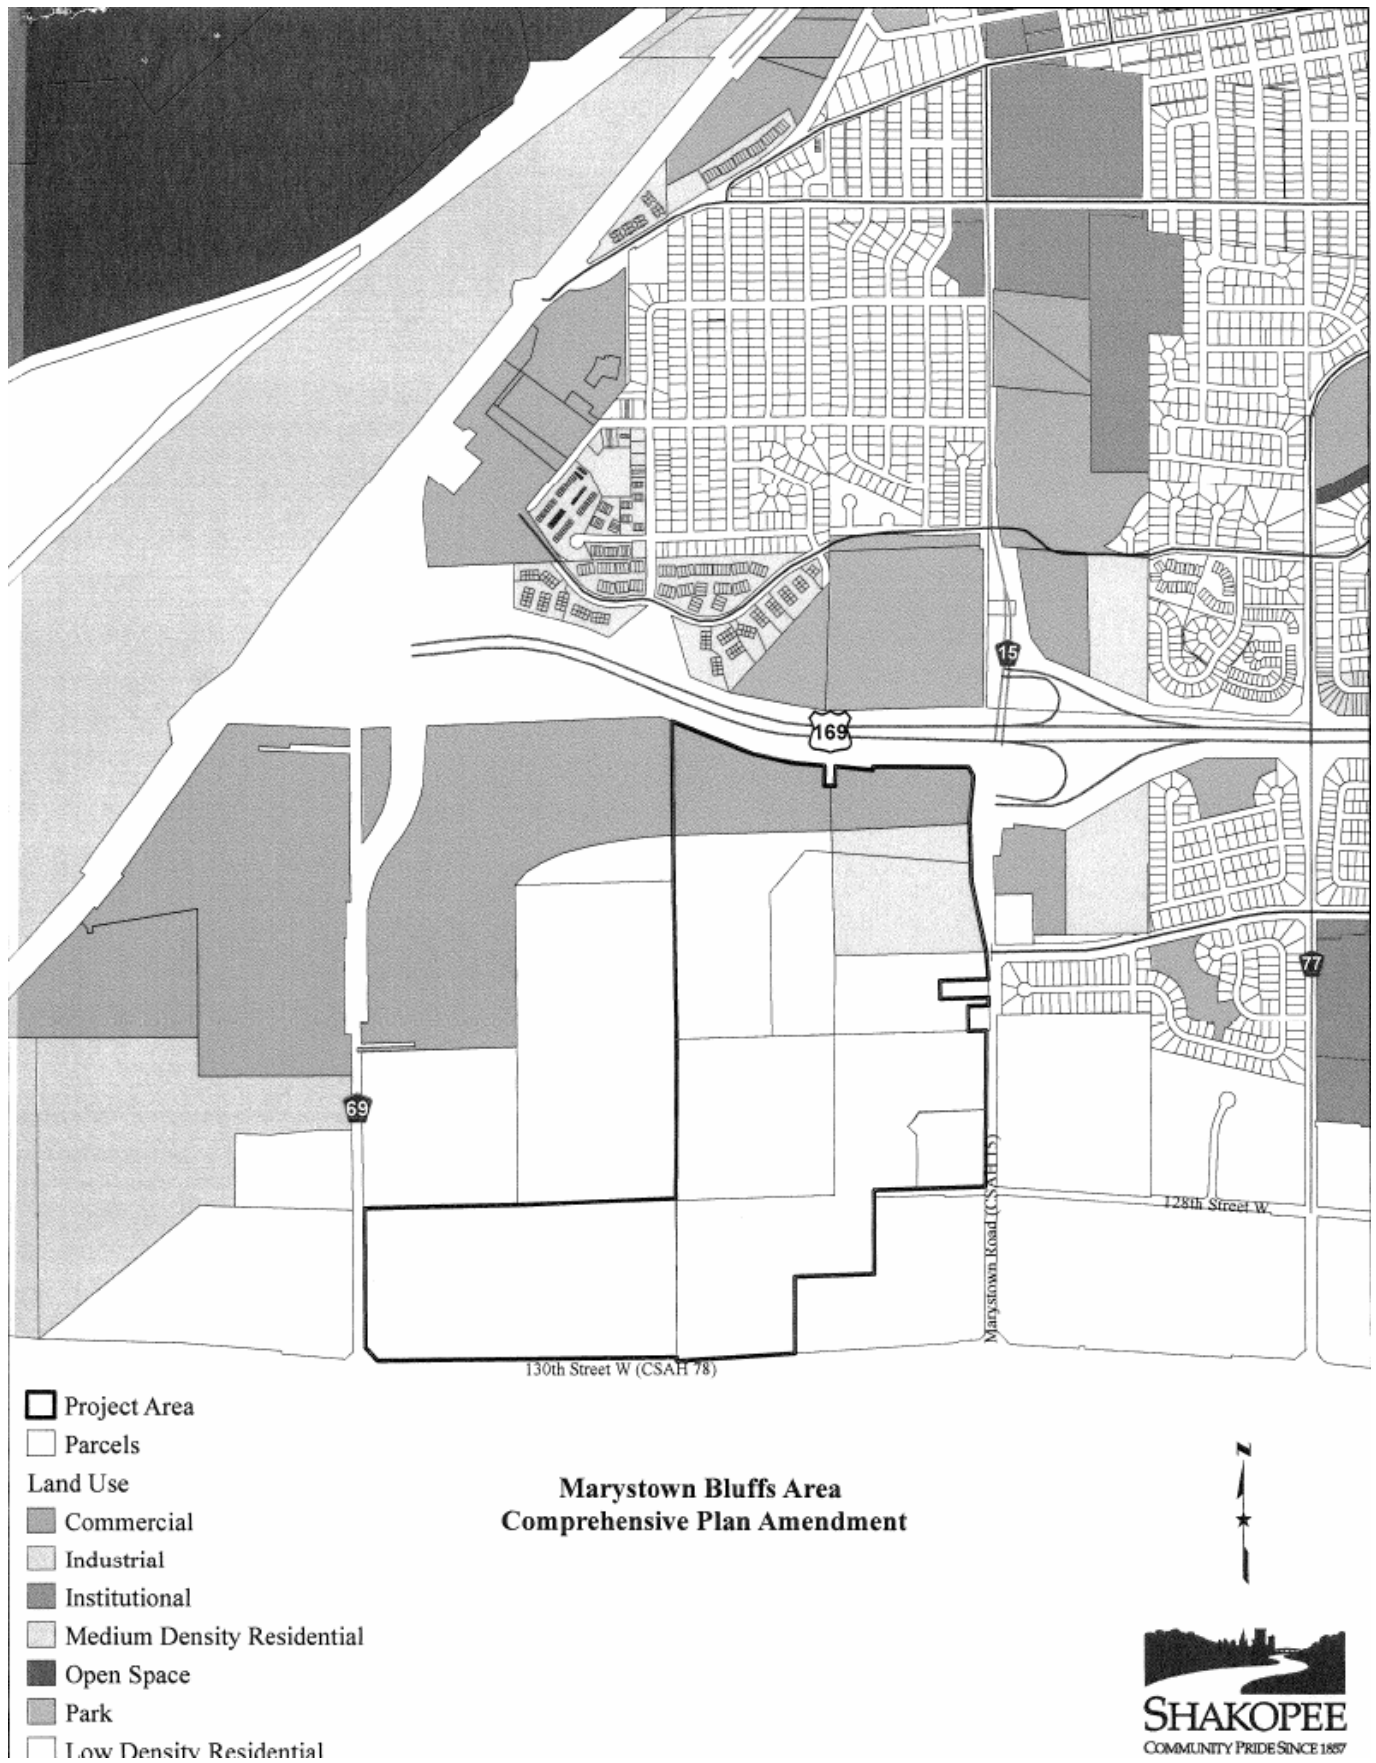 15
169
77
69
Marystown Road (CSAH 15)
128th Street W
130th Street W (CSAH 78)
Project Area
Parcels
Land Use
Commercial
Industrial
Institutional
Medium Density Residential
Open Space
Park
Low Density Residential
Marystown Bluffs Area
Comprehensive Plan Amendment
N
SHAKOPEE
COMMUNITY PRIDE SINCE 1857